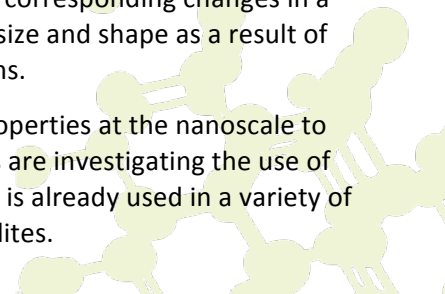 corresponding changes in a
size and shape as a result of
ns.
operties at the nanoscale to
s are investigating the use of
is already used in a variety of
lites.